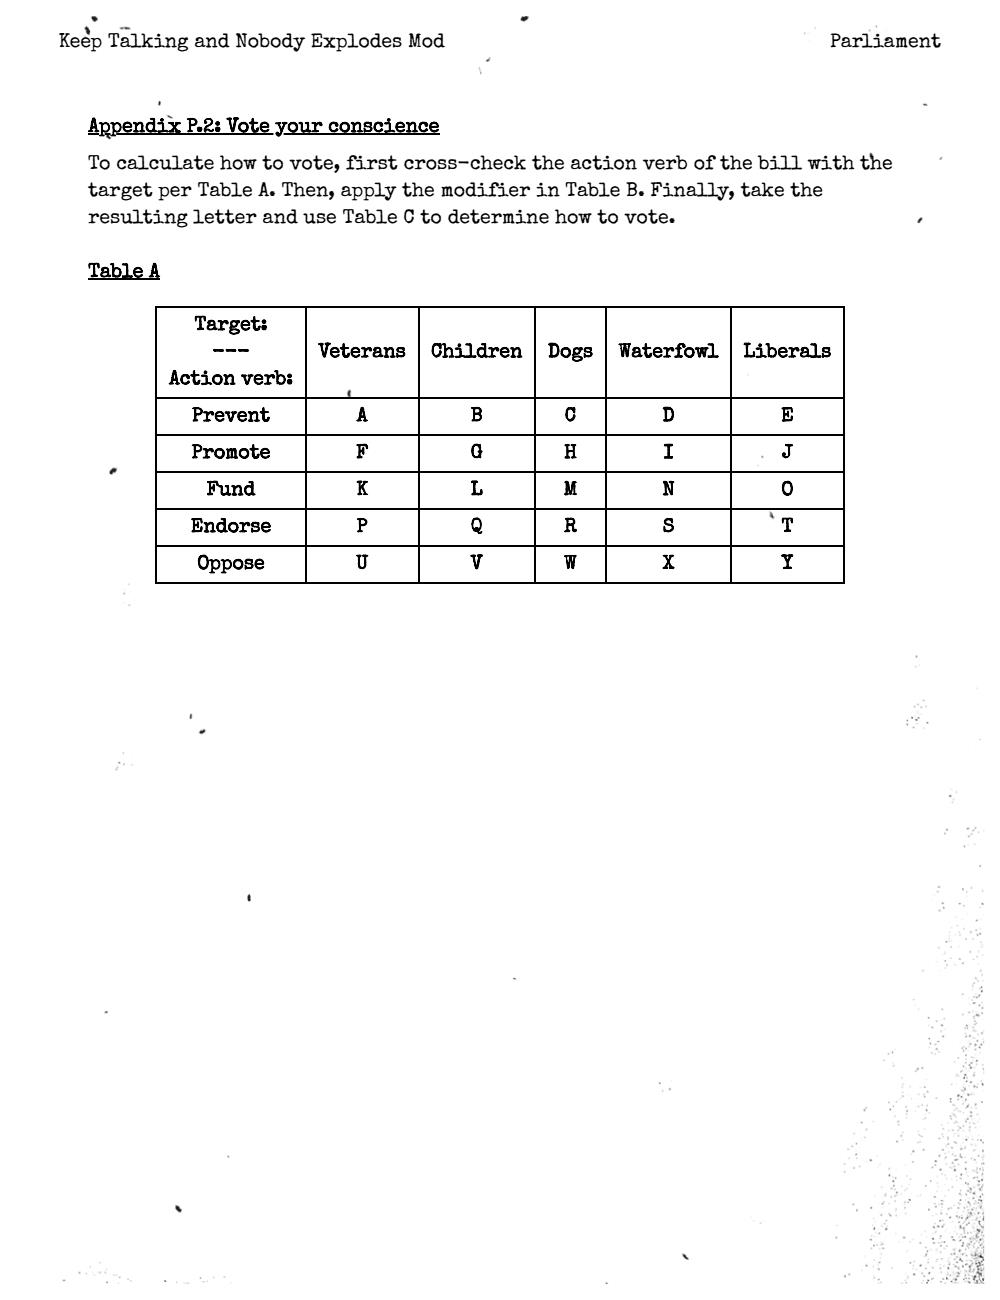 Keep Talking and Nobody Explodes Mod Parliament
Appendix P.2: Vote your conscience
To calculate how to vote, first cross-check the action verb of the bill with the
target per Table A. Then, apply the modifier in Table B. Finally, take the
resulting letter and use Table C to determine how to vote.
Table A
Target:
---
Action verb:
Veterans Children Dogs Waterfowl Liberals
Prevent A B C D E
Promote F G H I J
Fund K L M N O
Endorse P Q R S T
Oppose U V W X Y